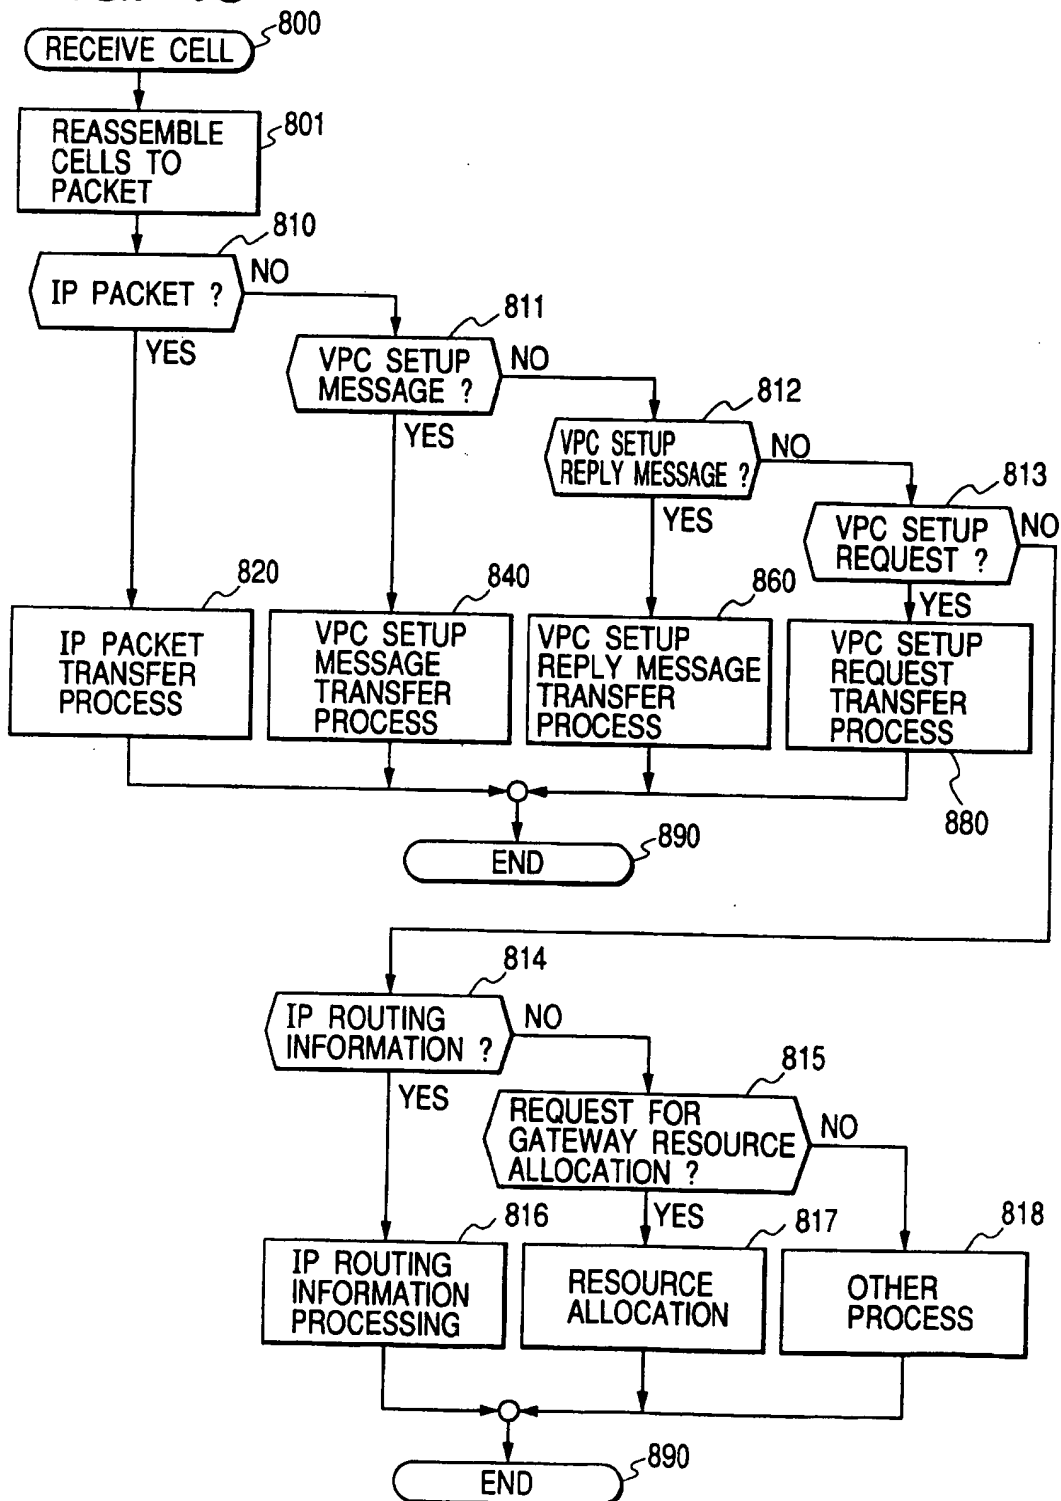 800
RECEIVE CELL
801
REASSEMBLE
CELLS TO
PACKET
810
IP PACKET ?
NO
YES
811
VPC SETUP
MESSAGE ?
NO
YES
812
VPC SETUP
REPLY MESSAGE ?
NO
YES
813
VPC SETUP
REQUEST ?
NO
YES
820
IP PACKET
TRANSFER
PROCESS
840
VPC SETUP
MESSAGE
TRANSFER
PROCESS
860
VPC SETUP
REPLY MESSAGE
TRANSFER
PROCESS
VPC SETUP
REQUEST
TRANSFER
PROCESS
880
890
END
814
IP ROUTING
INFORMATION ?
NO
YES
815
REQUEST FOR
GATEWAY RESOURCE
ALLOCATION ?
NO
YES
816
IP ROUTING
INFORMATION
PROCESSING
817
RESOURCE
ALLOCATION
818
OTHER
PROCESS
890
END